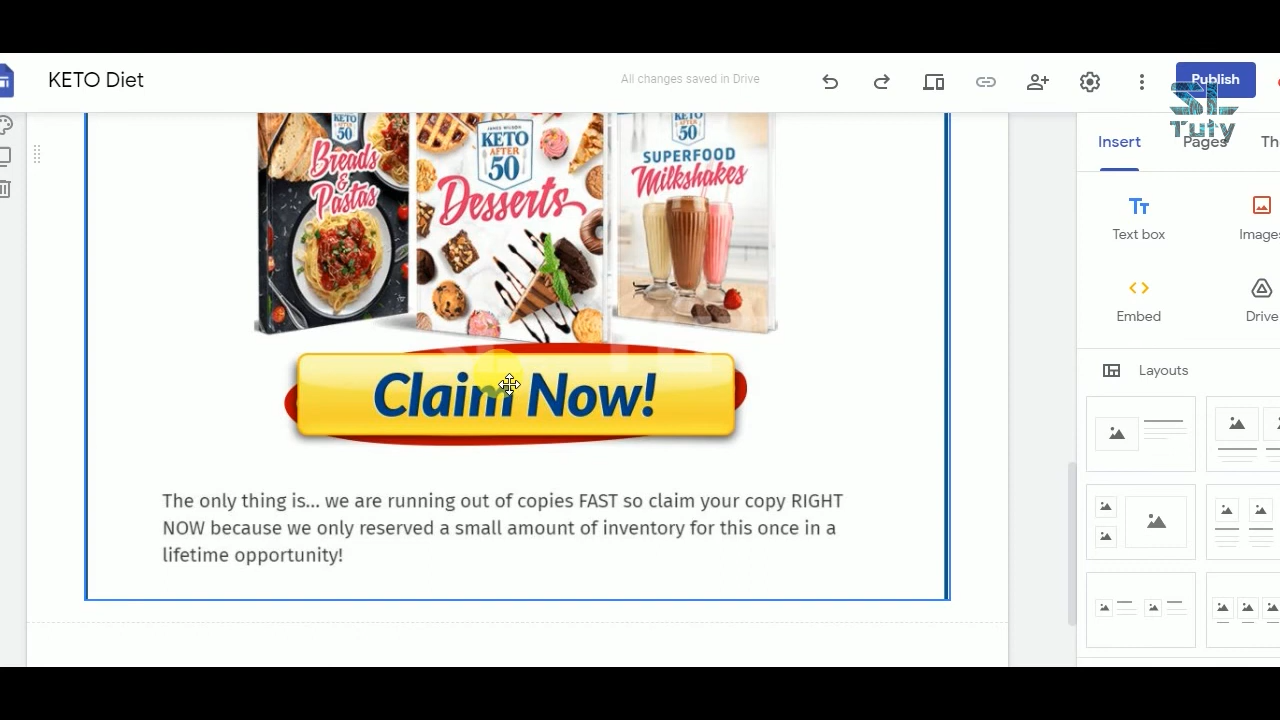 KETO Diet
All changes saved in Drive
Publish
SL
Tuty
Insert
Pages
Th
Text box
Images
Embed
Drive
Layouts
KETO
AFTER
50
Breads
&
Pastas
JAMES WILSON
KETO
AFTER
50
Desserts
50
SUPERFOOD
Milkshakes
Claim Now!
The only thing is... we are running out of copies FAST so claim your copy RIGHT
NOW because we only reserved a small amount of inventory for this once in a
lifetime opportunity!